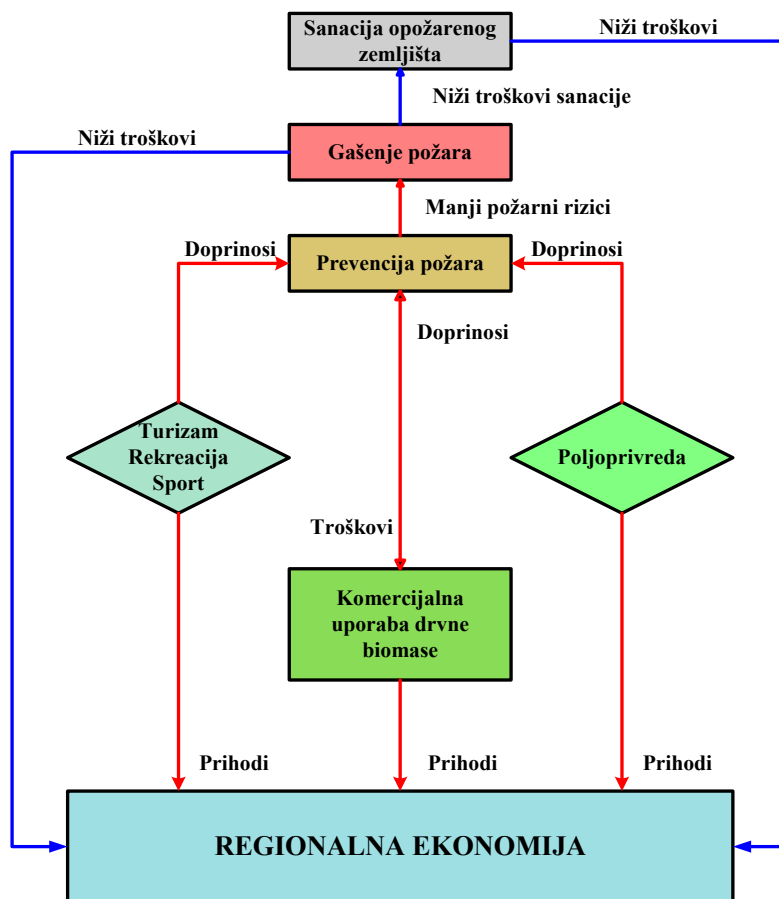 Sanacija opožarenog
zemljišta
Niži troškovi
Niži troškovi sanacije
Niži troškovi
Gašenje požara
Manji požarni rizici
Doprinosi
Prevencija požara
Doprinosi
Doprinosi
Turizam
Rekreacija
Sport
Poljoprivreda
Troškovi
Komercijalna
uporaba drvne
biomase
Prihodi
Prihodi
Prihodi
REGIONALNA EKONOMIJA